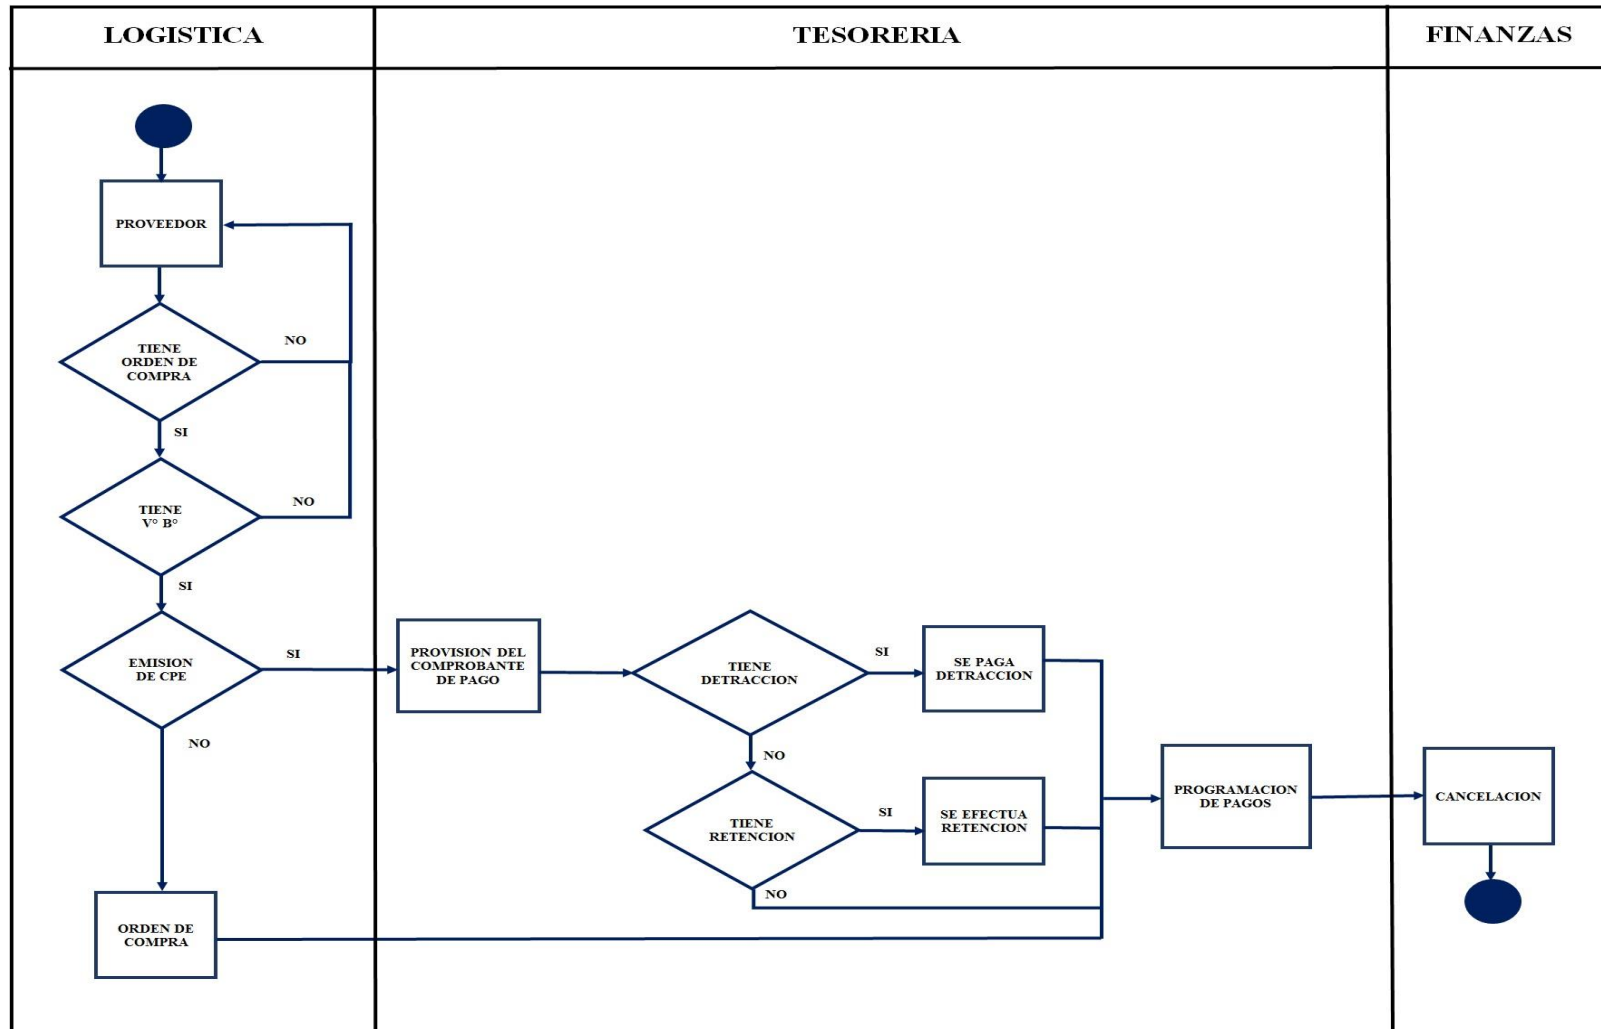 LOGISTICA
TESORERIA
FINANZAS
PROVEEDOR
TIENE
ORDEN DE
COMPRA
NO
SI
TIENE
V° B°
NO
SI
EMISION
DE CPE
SI
NO
ORDEN DE
COMPRA
PROVISION DEL
COMPROBANTE
DE PAGO
TIENE
DETRACCION
SI
SE PAGA
DETRACCION
NO
TIENE
RETENCION
SI
SE EFECTUA
RETENCION
NO
PROGRAMACION
DE PAGOS
CANCELACION